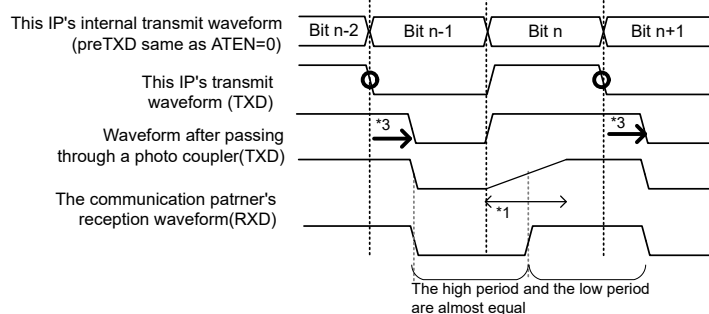 This IP's internal transmit waveform
(preTXD same as ATEN=0)
Bit n-2
Bit n-1
Bit n
Bit n+1
This IP's transmit
waveform (TXD)
*3
*3
Waveform after passing
through a photo coupler(TXD)
The communication patrner's
reception waveform(RXD)
*1
The high period and the low period
are almost equal